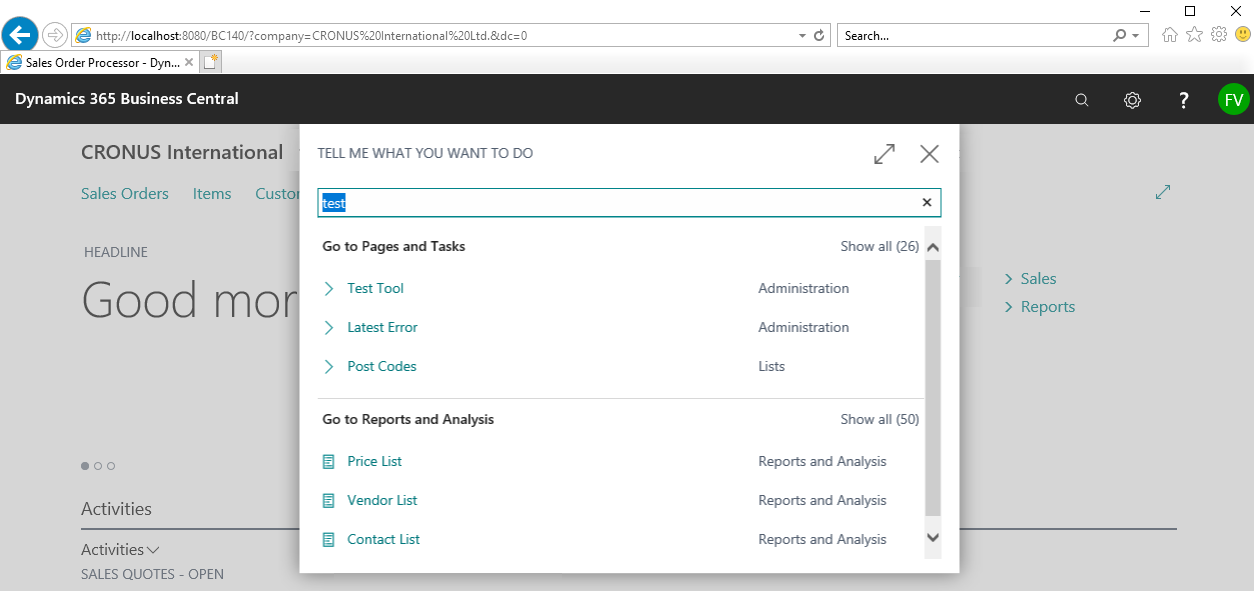 http://localhost:8080/BC140/?company=CRONUS%20International%20Ltd.&dc=0
Search...
Sales Order Processor - Dyn...
Dynamics 365 Business Central
?
FV
CRONUS International
TELL ME WHAT YOU WANT TO DO
Sales Orders Items Custo
test
HEADLINE
Good mor
Go to Pages and Tasks Show all (26)
Test Tool Administration
Latest Error Administration
Post Codes Lists
Sales
Reports
Go to Reports and Analysis Show all (50)
Price List Reports and Analysis
Vendor List Reports and Analysis
Contact List Reports and Analysis
Activities
Activities
SALES QUOTES - OPEN